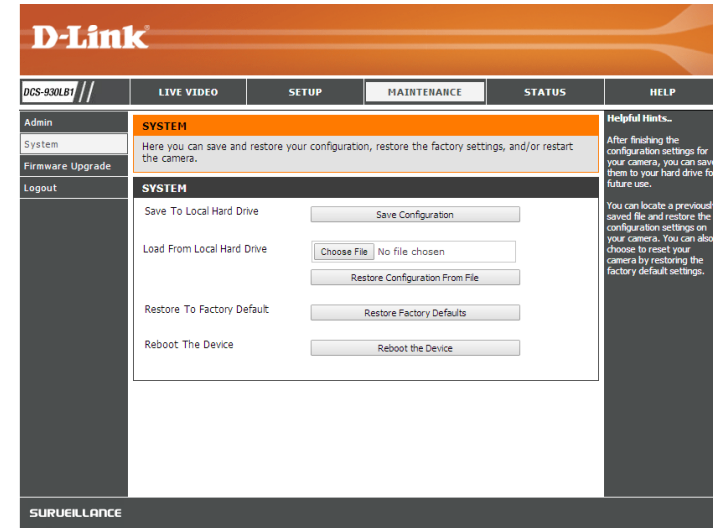 D-Link
DCS-930LB1 //
LIVE VIDEO
SETUP
MAINTENANCE
STATUS
HELP
Admin
System
Firmware Upgrade
Logout
SYSTEM
Here you can save and restore your configuration, restore the factory settings, and/or restart
the camera.
SYSTEM
Save To Local Hard Drive
Save Configuration
Load From Local Hard Drive
Choose File No file chosen
Restore Configuration From File
Restore To Factory Default
Restore Factory Defaults
Reboot The Device
Reboot the Device
Helpful Hints..
After finishing the
configuration settings for
your camera, you can save
them to your hard drive fo
future use.
You can locate a previousl
saved file and restore the
configuration settings on
your camera. You can also
choose to reset your
camera by restoring the
factory default settings.
SURVEILLANCE